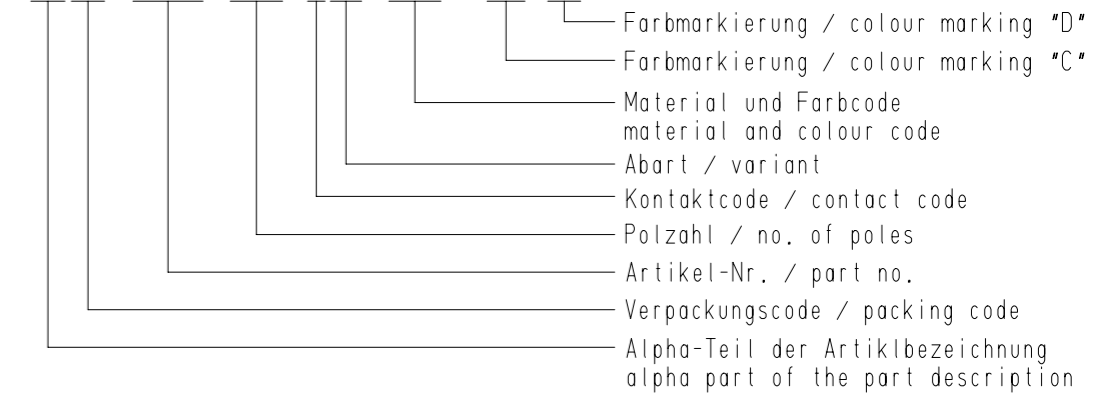 Farbmarkierung / colour marking "D"
Farbmarkierung / colour marking "C"
Material und Farbcode
material and colour code
Abart / variant
Kontaktcode / contact code
Polzahl / no. of poles
Artikel-Nr. / part no.
Verpackungscode / packing code
Alpha-Teil der Artiklbezeichnung
alpha part of the part description